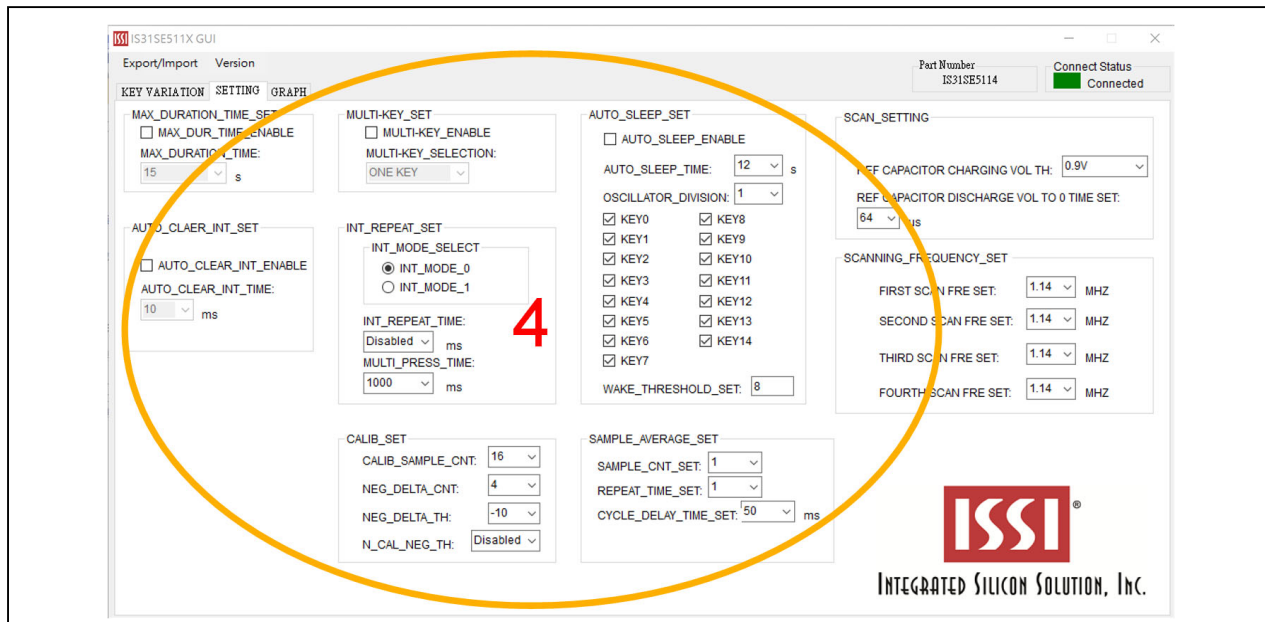 ISSI IS31SE511X GUI
Export/Import Version
Part Number
IS31SE5114
Connect Status
Connected
KEY VARIATION SETTING GRAPH
MAX_DURATION_TIME_SET
MAX_DUR_TIME_ENABLE
MAX_DURATION_TIME:
15 s
AUTO_CLAER_INT_SET
AUTO_CLEAR_INT_ENABLE
AUTO_CLEAR_INT_TIME:
10 ms
MULTI-KEY_SET
MULTI-KEY_ENABLE
MULTI-KEY_SELECTION:
ONE KEY
INT_REPEAT_SET
INT_MODE_SELECT
INT_MODE_0
INT_MODE_1
INT_REPEAT_TIME:
Disabled ms
MULTI_PRESS_TIME:
1000 ms
4
CALIB_SET
CALIB_SAMPLE_CNT: 16
NEG_DELTA_CNT: 4
NEG_DELTA_TH: -10
N_CAL_NEG_TH: Disabled
AUTO_SLEEP_SET
AUTO_SLEEP_ENABLE
AUTO_SLEEP_TIME: 12 s
OSCILLATOR_DIVISION: 1
KEY0 KEY8
KEY1 KEY9
KEY2 KEY10
KEY3 KEY11
KEY4 KEY12
KEY5 KEY13
KEY6 KEY14
KEY7
WAKE_THRESHOLD_SET: 8
SAMPLE_AVERAGE_SET
SAMPLE_CNT_SET: 1
REPEAT_TIME_SET: 1
CYCLE_DELAY_TIME_SET: 50 ms
SCAN_SETTING
REF CAPACITOR CHARGING VOL TH: 0.9V
REF CAPACITOR DISCHARGE VOL TO 0 TIME SET:
64 us
SCANNING_FREQUENCY_SET
FIRST SCAN FRE SET: 1.14 MHZ
SECOND SCAN FRE SET: 1.14 MHZ
THIRD SCAN FRE SET: 1.14 MHZ
FOURTH SCAN FRE SET: 1.14 MHZ
ISSI®
INTEGRATED SILICON SOLUTION, INC.